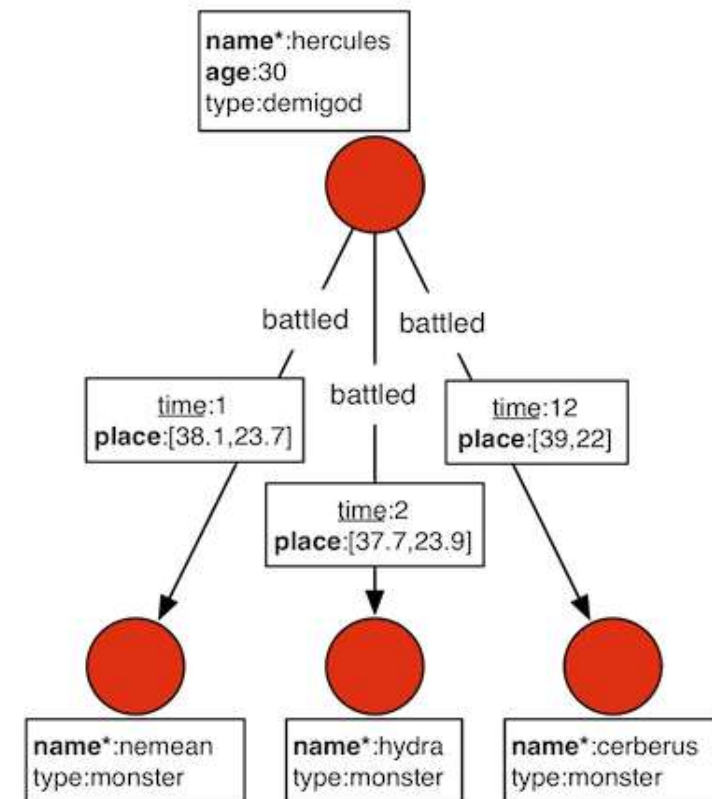 name*:hercules
age:30
type:demigod
battled
battled
battled
time:1
place:[38.1,23.7]
time:12
place:[39,22]
time:2
place:[37.7,23.9]
name*:nemean
type:monster
name*:hydra
type:monster
name*:cerberus
type:monster